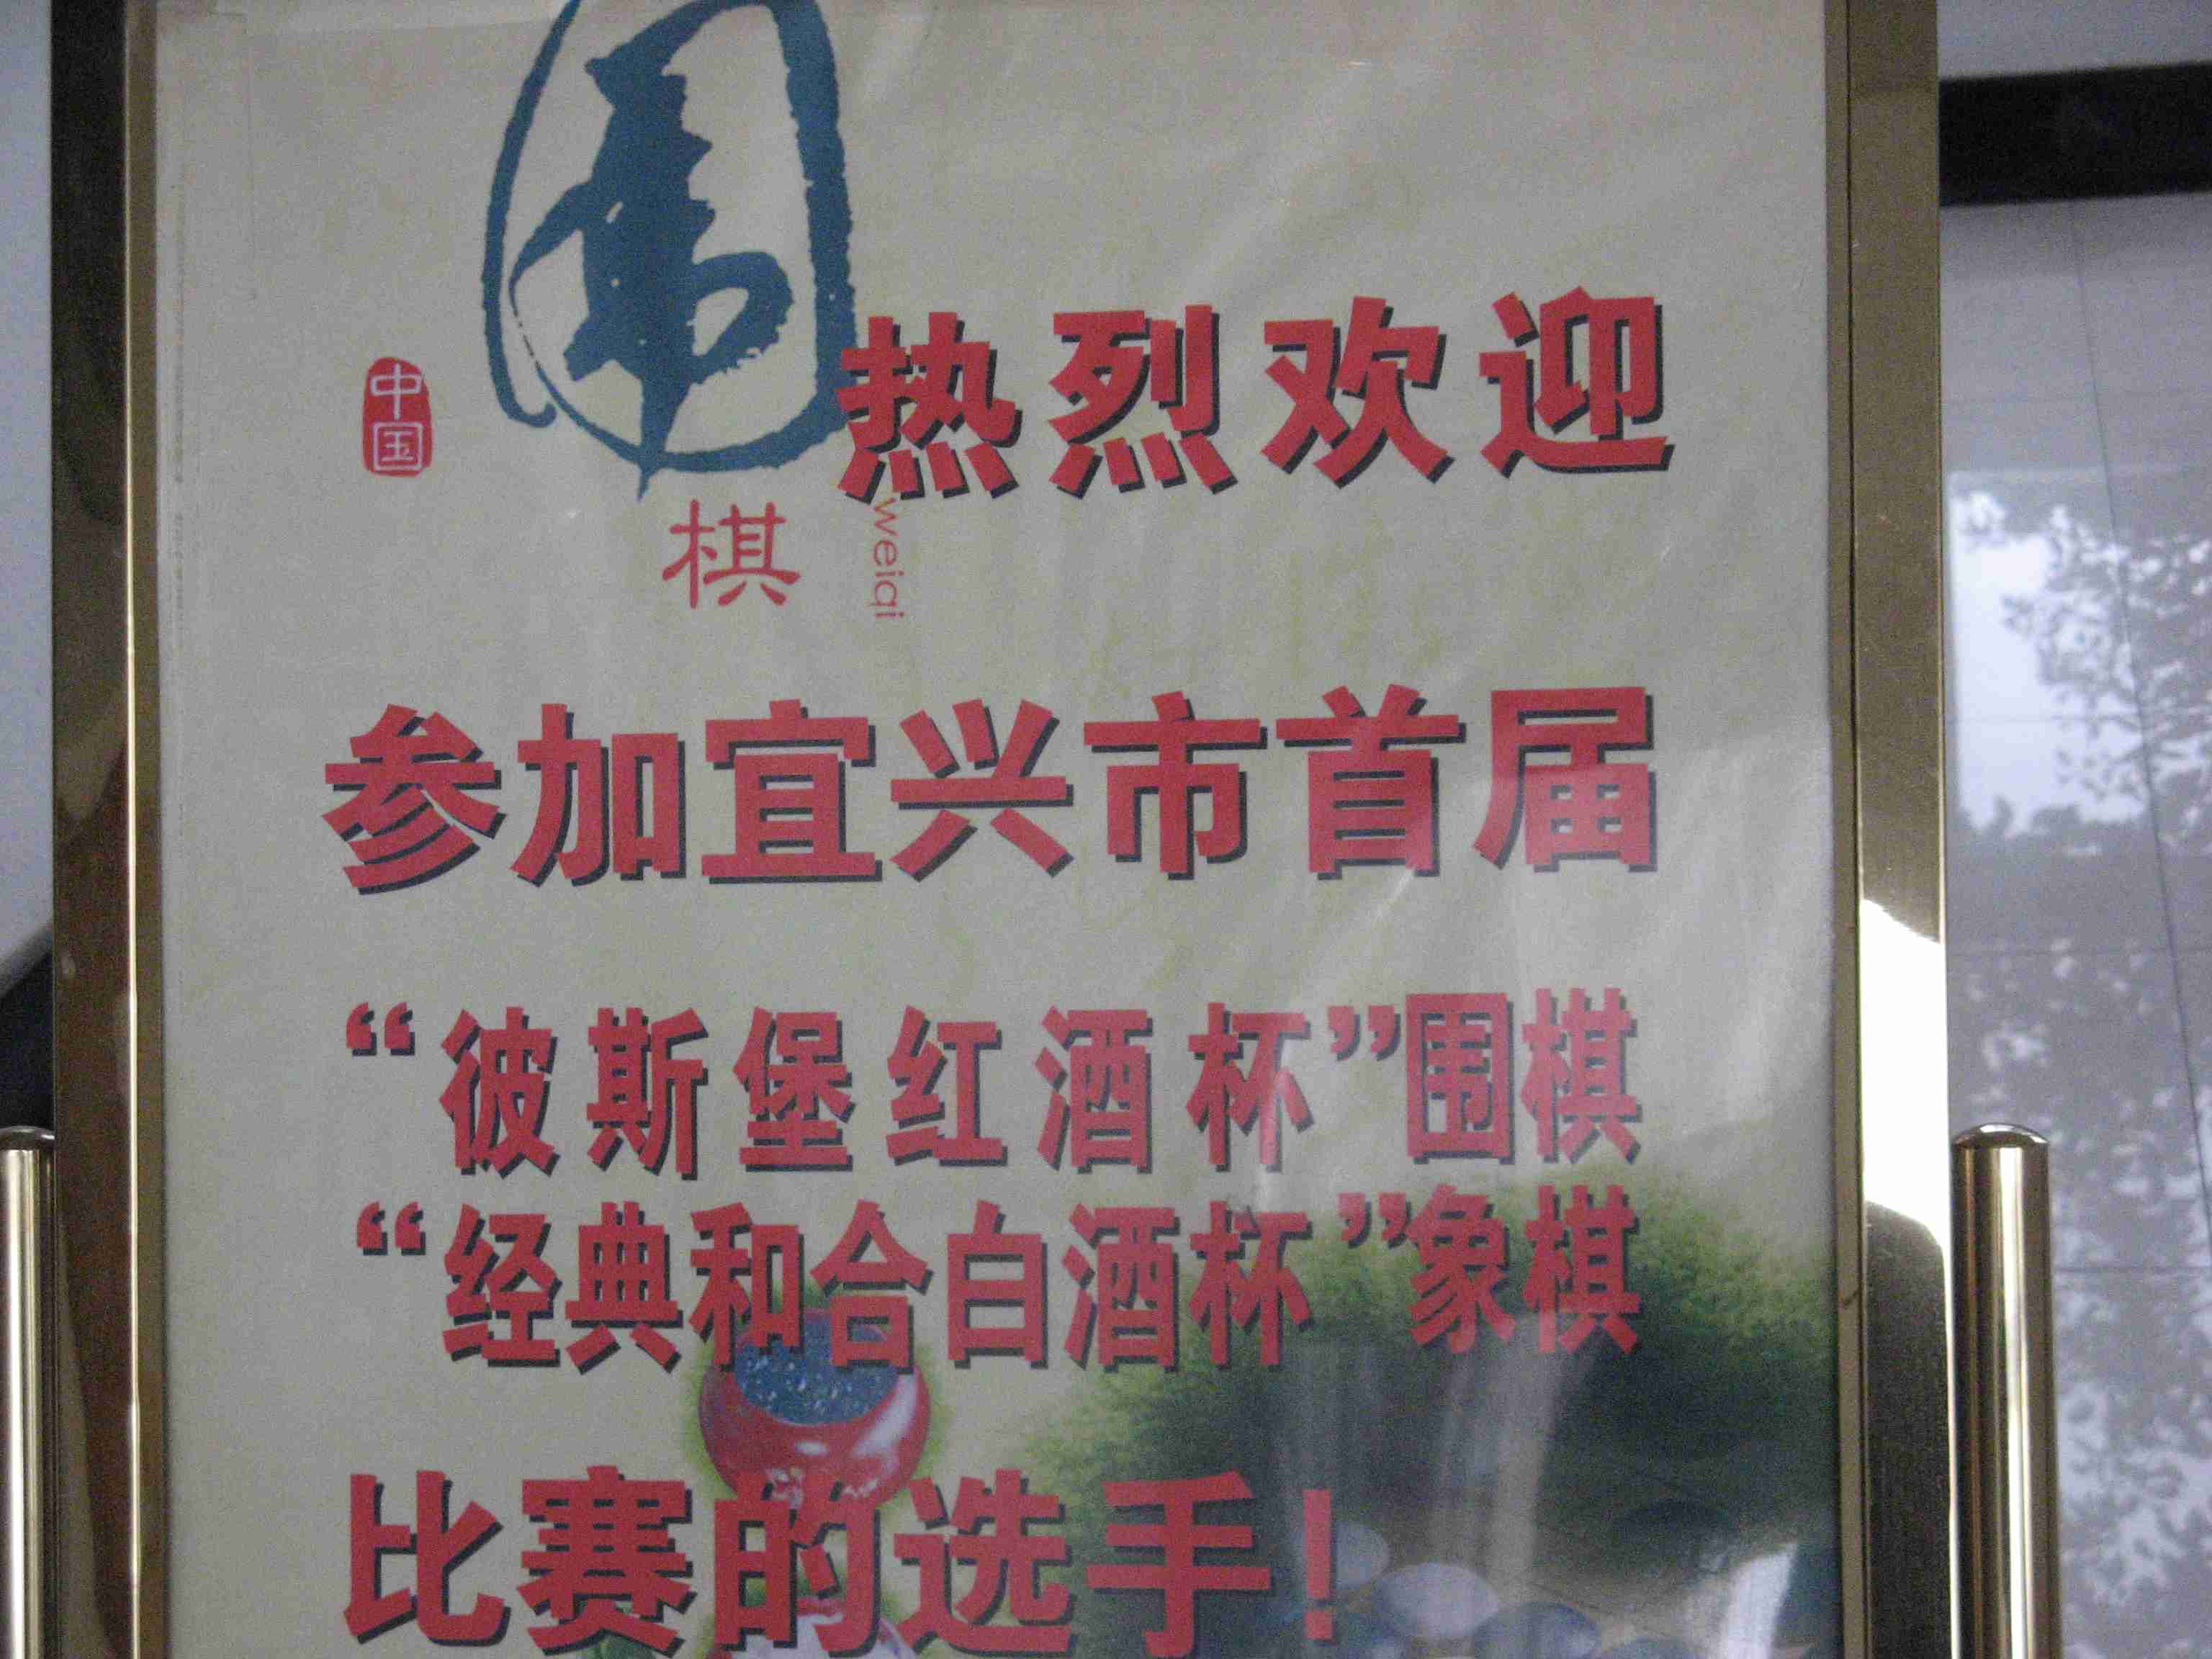 围
热烈欢迎
中国
棋
weiqi
参加宜兴市首届
“彼斯堡红酒杯”围棋
“经典和合白酒杯”象棋
比赛的选手！